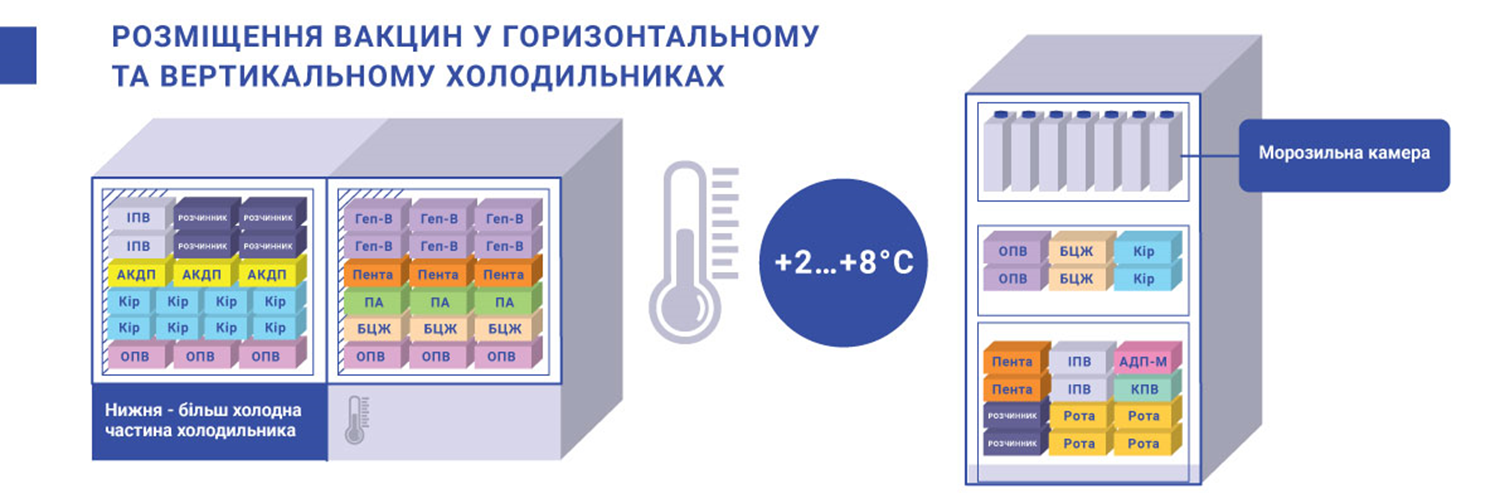 РОЗМІЩЕННЯ ВАКЦИН У ГОРИЗОНТАЛЬНОМУ
ТА ВЕРТИКАЛЬНОМУ ХОЛОДИЛЬНИКАХ
ІПВ РОЗЧИННИК РОЗЧИННИК
ІПВ РОЗЧИННИК РОЗЧИННИК
АКДП АКДП АКДП
Кір Кір Кір Кір
Кір Кір Кір Кір
ОПВ ОПВ ОПВ
Нижня - більш холодна
частина холодильника
Геп-В Геп-В Геп-В
Геп-В Геп-В Геп-В
Пента Пента Пента
ПА ПА ПА
БЦЖ БЦЖ БЦЖ
ОПВ ОПВ ОПВ
+2...+8°C
Морозильна камера
ОПВ БЦЖ Кір
ОПВ БЦЖ Кір
Пента ІПВ АДП-М
Пента ІПВ КПВ
РОЗЧИННИК Рота Рота
РОЗЧИННИК Рота Рота